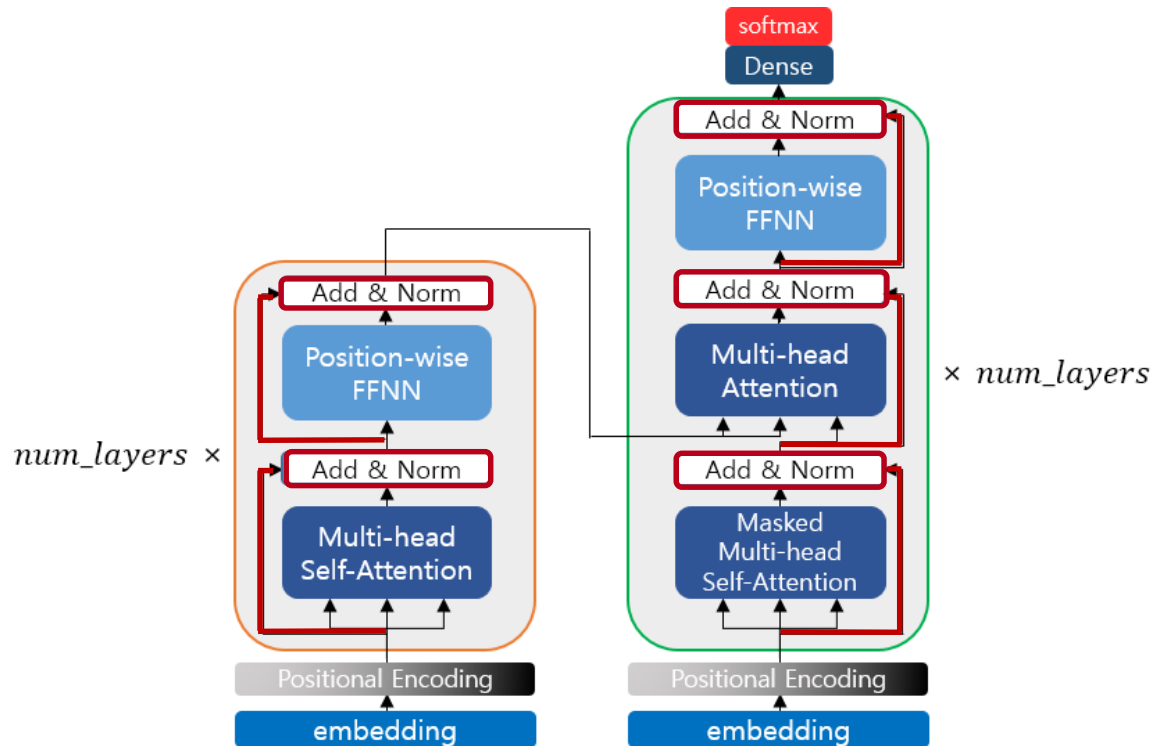 softmax
Dense
Add & Norm
Position-wise
FFNN
Add & Norm
Multi-head
Attention
× num_layers
Add & Norm
Masked
Multi-head
Self-Attention
Positional Encoding
embedding
Add & Norm
Position-wise
FFNN
num_layers ×
Add & Norm
Multi-head
Self-Attention
Positional Encoding
embedding